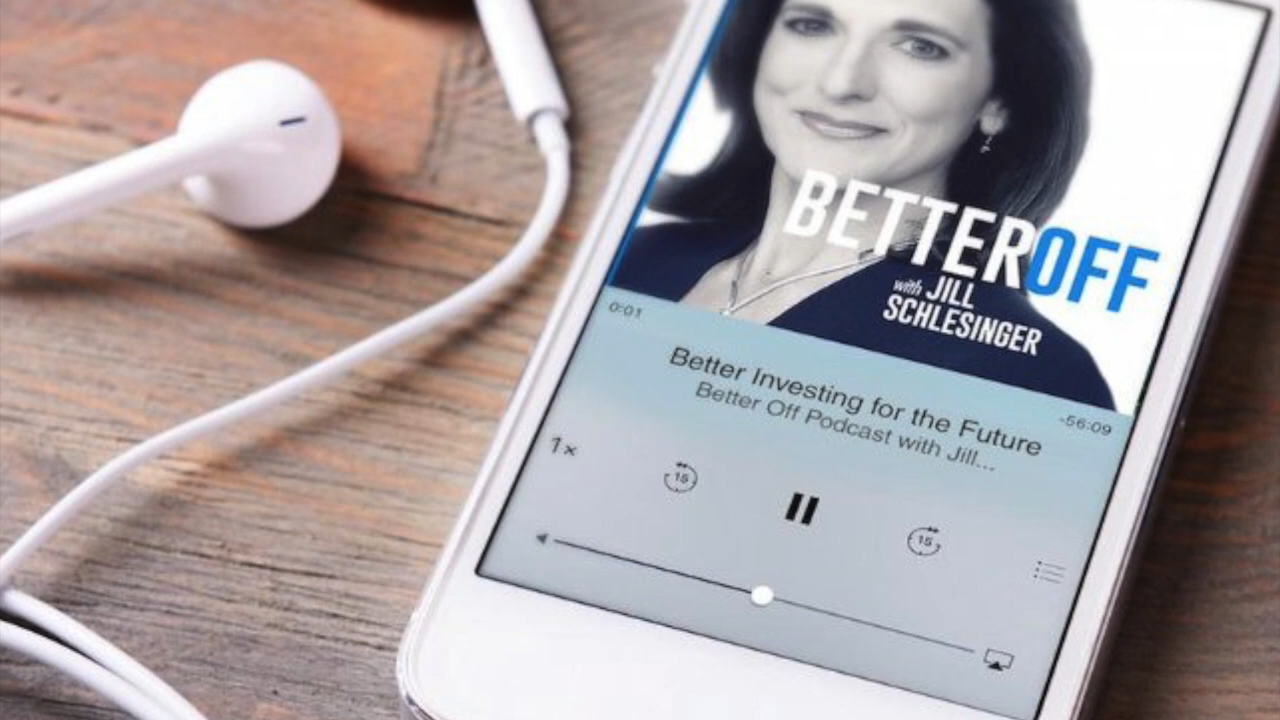 BETTEROFF
with JILL
SCHLESINGER
0:01
-56:09
Better Investing for the Future
Better Off Podcast with Jill...
1×
15
15